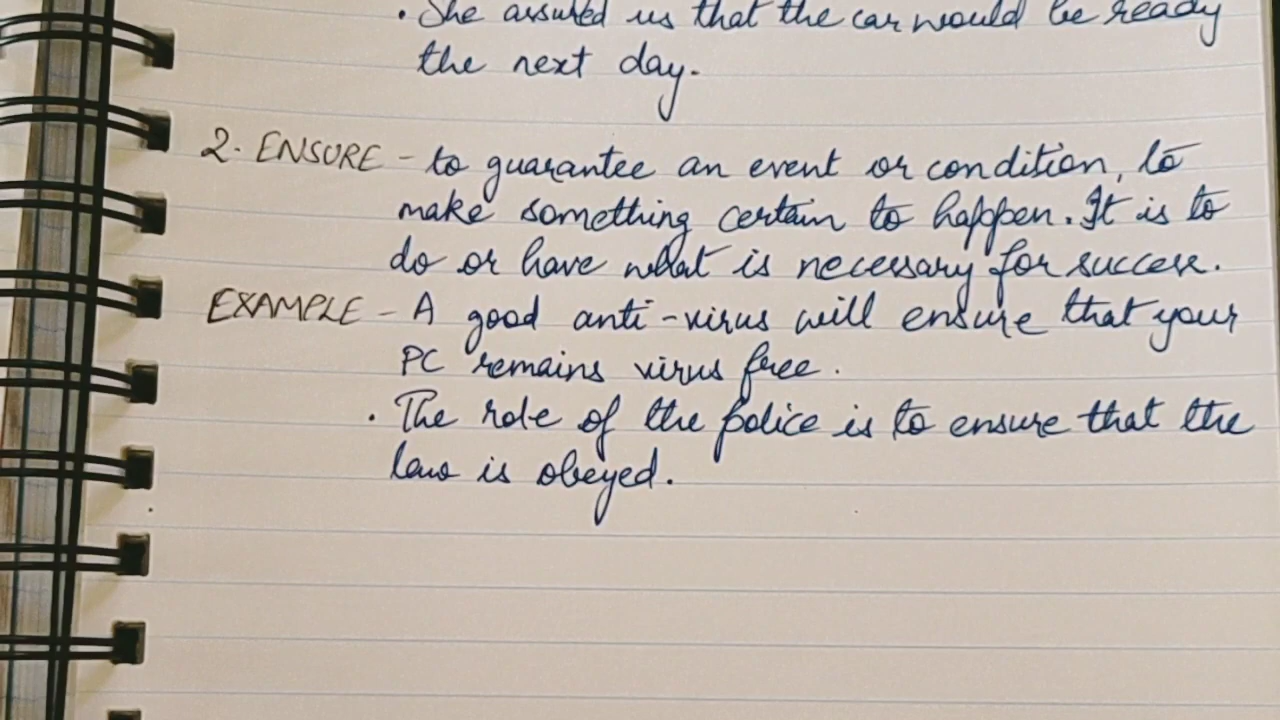 • She assured us that the car would be ready
the next day.
2. ENSURE - to guarantee an event or condition, to
make something certain to happen. It is to
do or have what is necessary for success.
EXAMPLE - A good anti-virus will ensure that your
PC remains virus free.
• The role of the police is to ensure that the
law is obeyed.